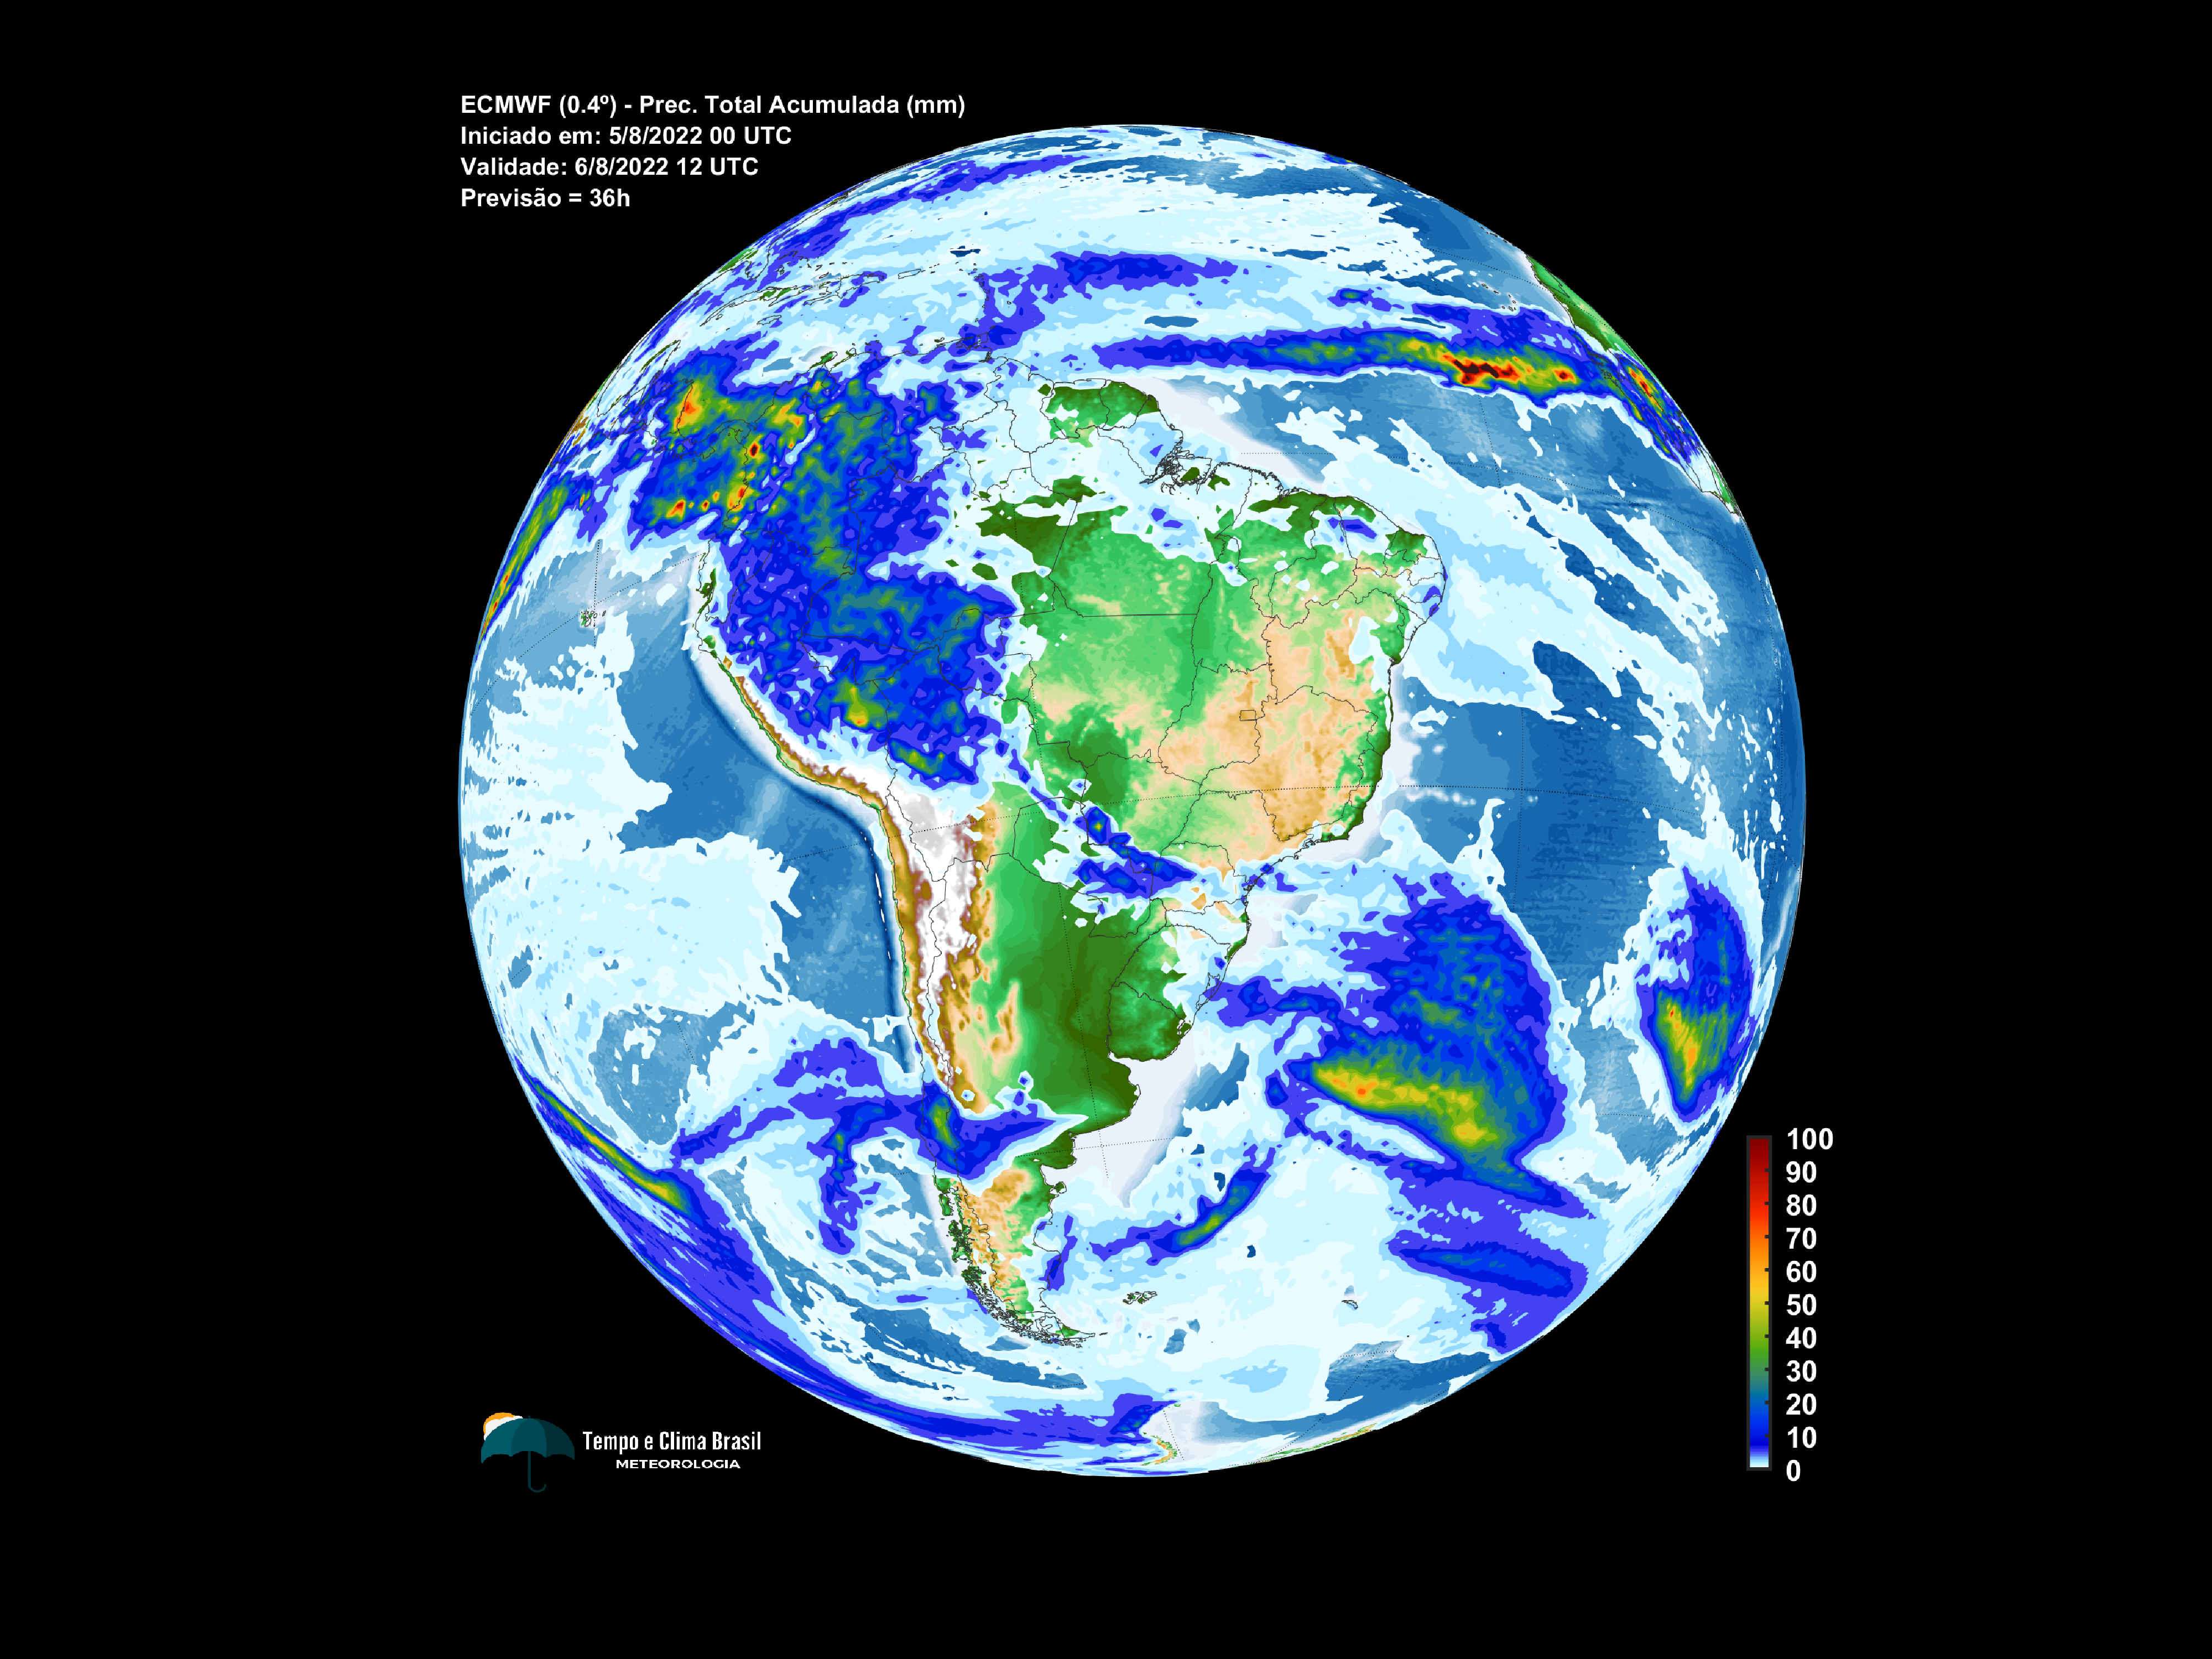 ECMWF (0.4º) - Prec. Total Acumulada (mm)
Iniciado em: 5/8/2022 00 UTC
Validade: 6/8/2022 12 UTC
Previsão = 36h
100
90
80
70
60
50
40
30
20
10
0
Tempo e Clima Brasil
METEOROLOGIA